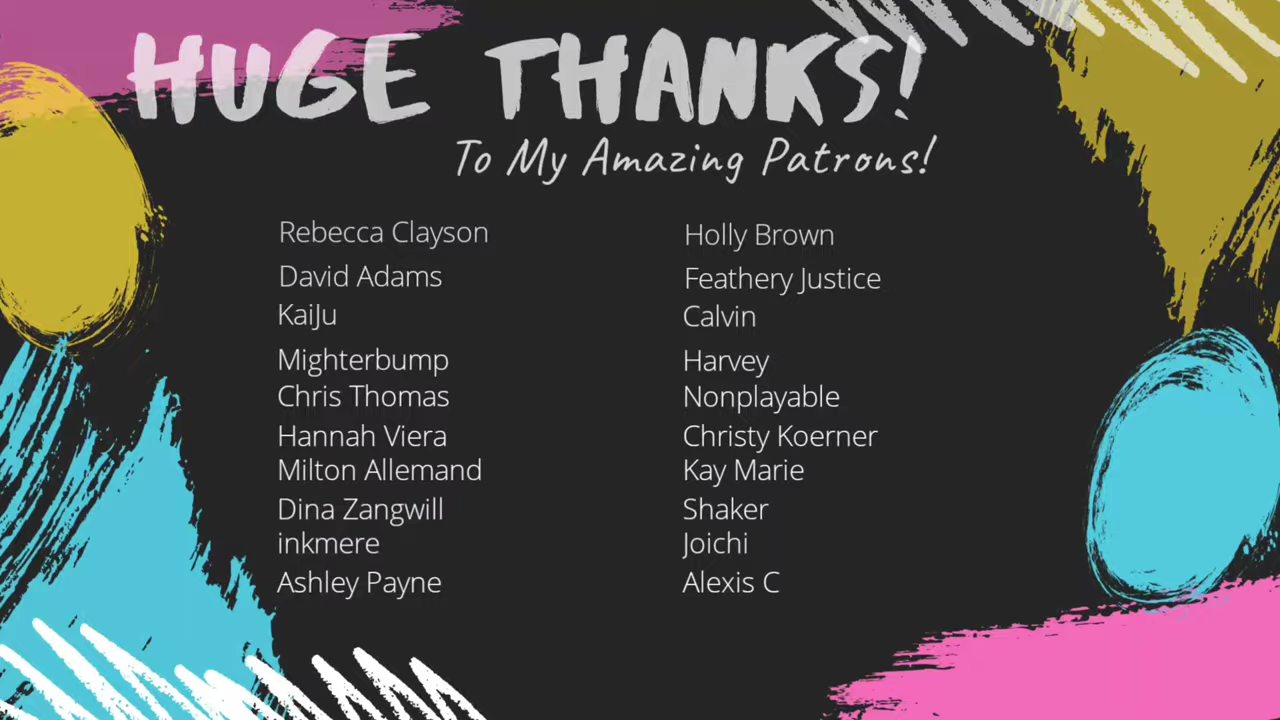 HUGE THANKS!
To My Amazing Patrons!
Rebecca Clayson
David Adams
KaiJu
Mighterbump
Chris Thomas
Hannah Viera
Milton Allemand
Dina Zangwill
inkmere
Ashley Payne
Holly Brown
Feathery Justice
Calvin
Harvey
Nonplayable
Christy Koerner
Kay Marie
Shaker
Joichi
Alexis C